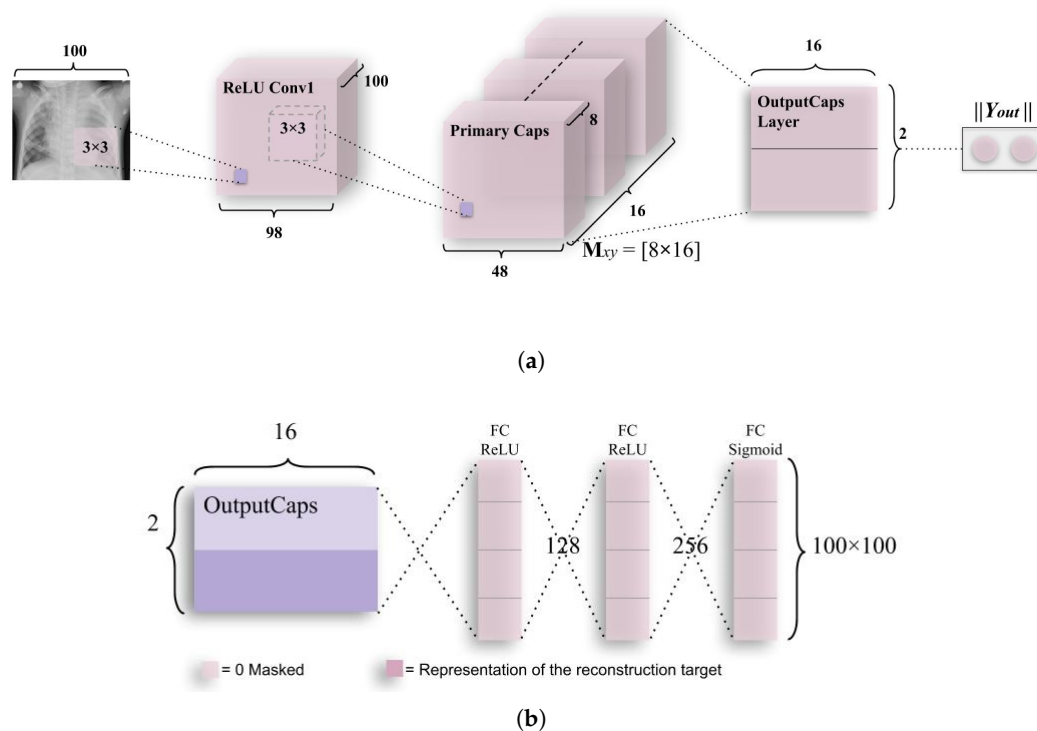 100
3×3
ReLU Conv1
100
3×3
98
Primary Caps
8
16
48
Mxy = [8×16]
16
OutputCaps
Layer
2
||Yout||
(a)
16
2
OutputCaps
FC
ReLU
128
FC
ReLU
256
FC
Sigmoid
100×100
= 0 Masked
= Representation of the reconstruction target
(b)